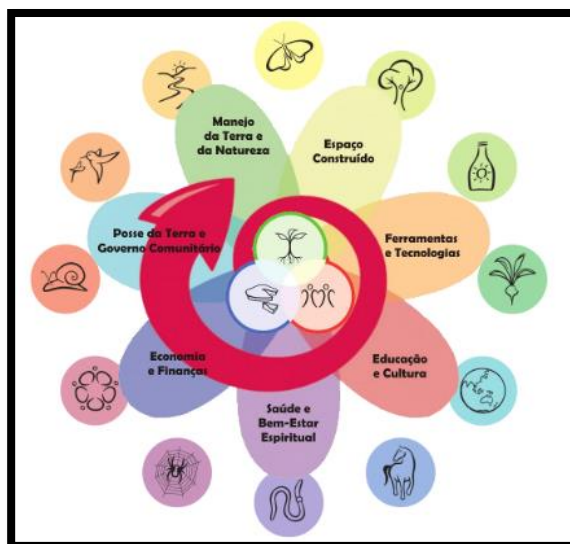 Manejo
da Terra e
da Natureza
Espaço
Construído
Ferramentas
e Tecnologias
Educação
e Cultura
Saúde e
Bem-Estar
Espiritual
Economia
e Finanças
Posse da Terra e
Governo Comunitário